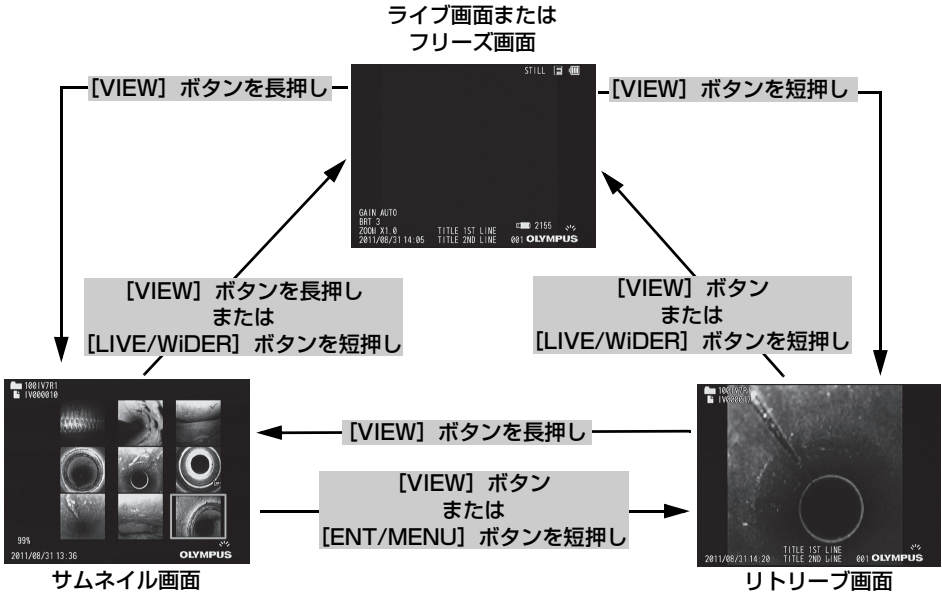 ライブ画面または
フリーズ画面
[VIEW] ボタンを長押し
[VIEW] ボタンを短押し
STILL
GAIN AUTO
BRT 3
ZOOM X1.0
2011/08/31 14:05
TITLE 1ST LINE
TITLE 2ND LINE
2155
001 OLYMPUS
[VIEW] ボタンを長押し
または
[LIVE/WiDER] ボタンを短押し
[VIEW] ボタン
または
[LIVE/WiDER] ボタンを短押し
100IV7R1
IV000010
99%
2011/08/31 13:36
OLYMPUS
サムネイル画面
[VIEW] ボタンを長押し
[VIEW] ボタン
または
[ENT/MENU] ボタンを短押し
100IV7R1
2011/08/31 14:20
TITLE 1ST LINE
TITLE 2ND LINE
001 OLYMPUS
リトリーブ画面